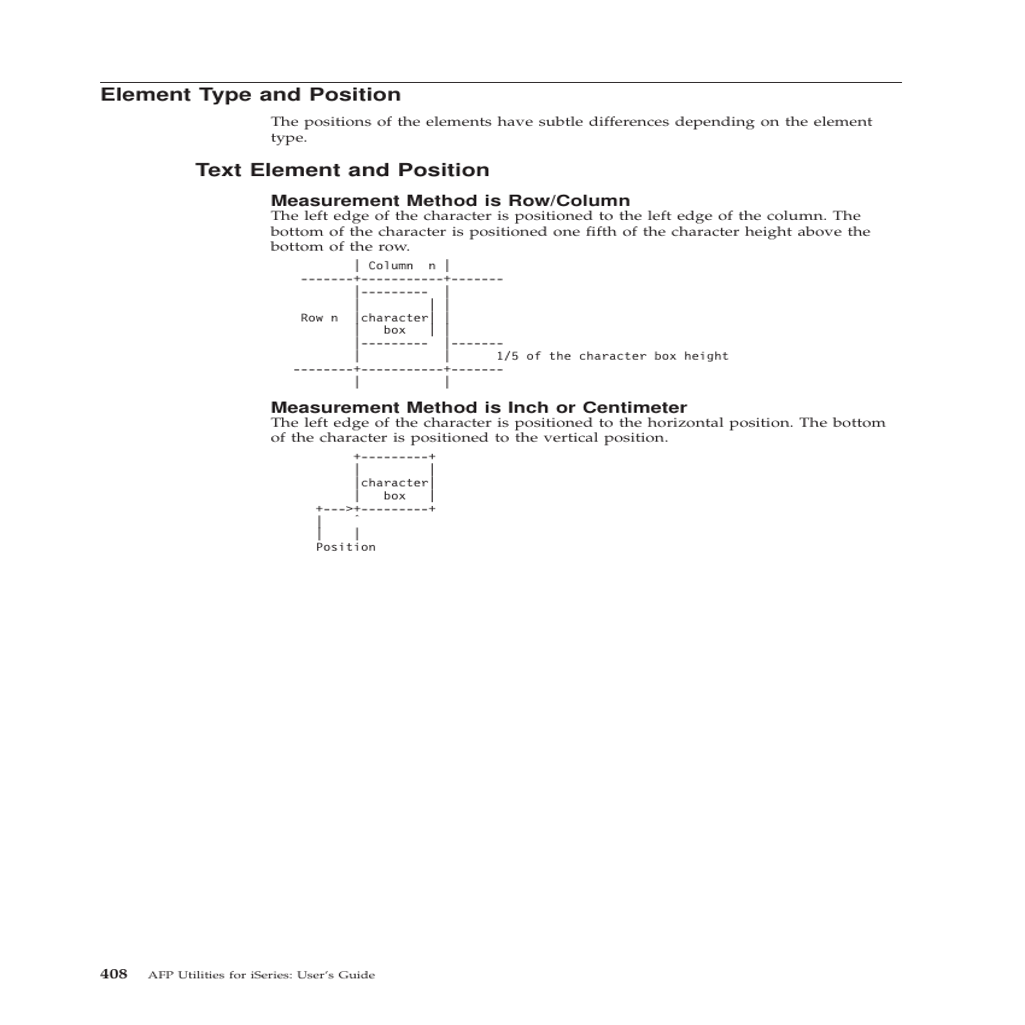 Element Type and Position
The positions of the elements have subtle differences depending on the element
type.
Text Element and Position
Measurement Method is Row/Column
The left edge of the character is positioned to the left edge of the column. The
bottom of the character is positioned one fifth of the character height above the
bottom of the row.
| Column  n |
-------+-----------+-------
|---------  |
|         | |
Row n  |character| |
|   box   | |
|---------  |-------
|           |      1/5 of the character box height
--------+-----------+-------
|           |
Measurement Method is Inch or Centimeter
The left edge of the character is positioned to the horizontal position. The bottom
of the character is positioned to the vertical position.
+---------+
|         |
|character|
|   box   |
+--->+---------+
|    `
|    |
Position
408 AFP Utilities for iSeries: User's Guide